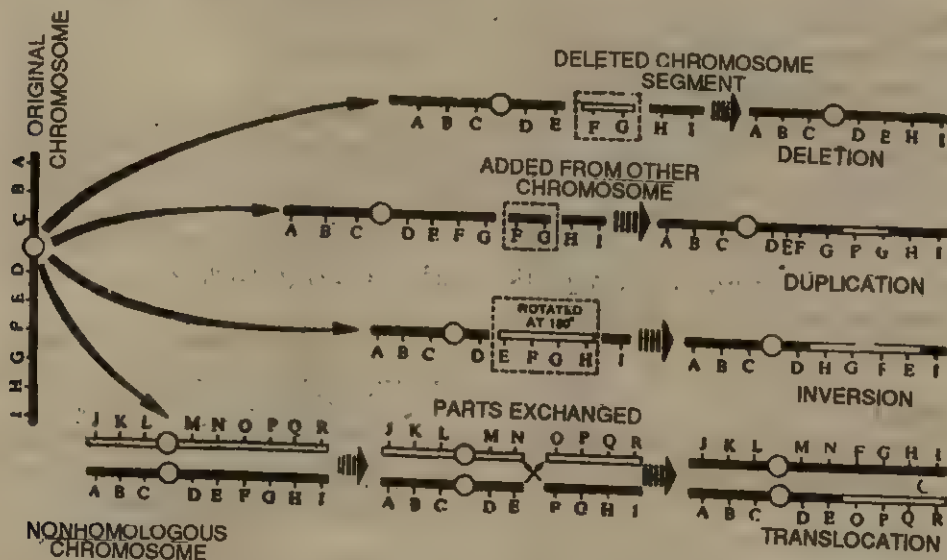 ORIGINAL
CHROMOSOME
A B C D E P G H I
DELETED CHROMOSOME
SEGMENT
A B C D E F G H I
A B C D E H I
DELETION
ADDED FROM OTHER
CHROMOSOME
A B C D E F G F G H I
A B C D E F G P G H I
DUPLICATION
ROTATED
AT 180°
A B C D E F G H I
A B C D H G F E I
INVERSION
PARTS EXCHANGED
J K L M N O P Q R
A B C D E F G H I
NONHOMOLOGOUS
CHROMOSOME
J K L M N O P Q R
A B C D E F G H I
J K L M N F G H I
A B C D E O P Q R
TRANSLOCATION